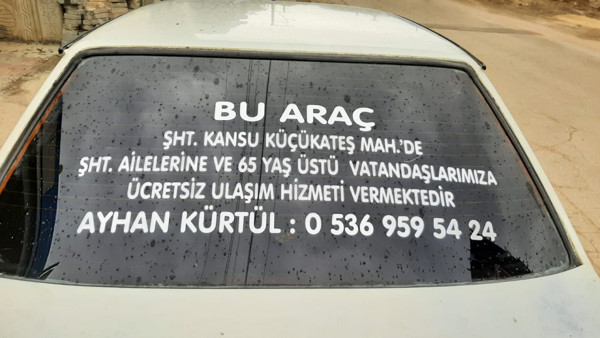 BU ARAÇ
ŞHT. KANSU KÜÇÜKATEŞ MAH.'DE
ŞHT. AİLELERİNE VE 65 YAŞ ÜSTÜ VATANDAŞLARIMIZA
ÜCRETSİZ ULAŞIM HİZMETİ VERMEKTEDİR
AYHAN KÜRTÜL : 0 536 959 54 24